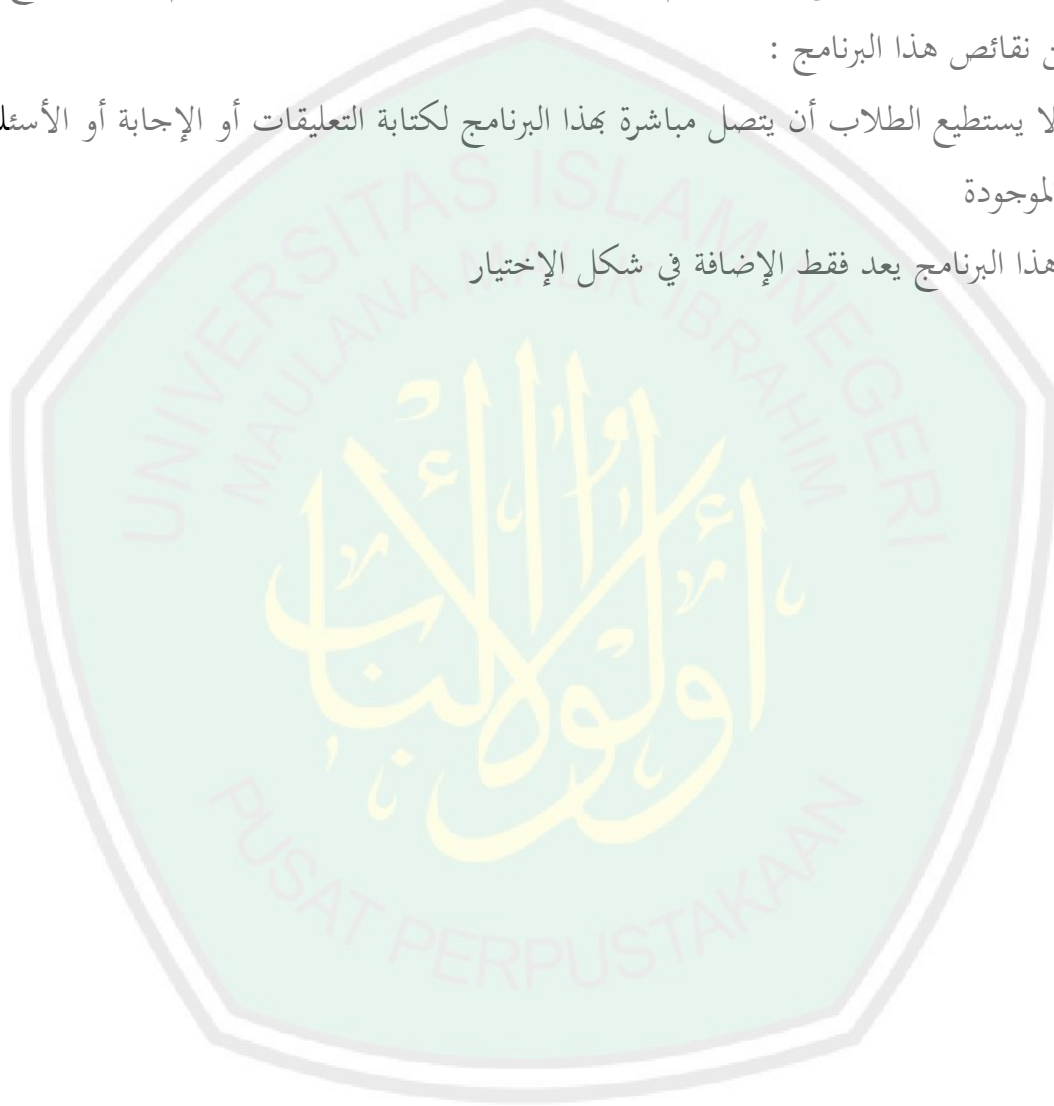 نقائص هذا البرنامج :
لا يستطيع الطلاب أن يتصل مباشرة بهذا البرنامج لكتابة التعليقات أو الإجابة أو
الموجودة
هذا البرنامج يعد فقط الإضافة في شكل الإختيار
UNIVERSITAS ISLAM NEGERI
MAULANA MALIK IBRAHIM
أولوا الألباب
PUSAT PERPUSTAKAAN